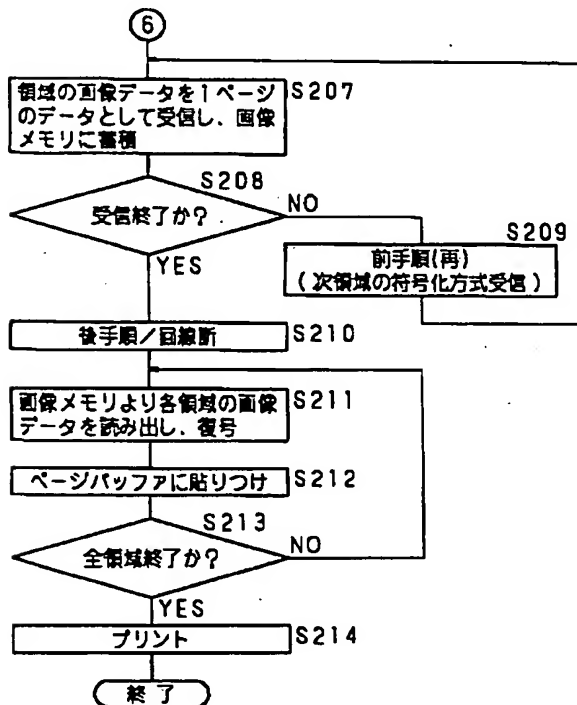 6
領域の画像データを1ページ
のデータとして受信し、画像
メモリに蓄積
S207
S208
受信終了か?
NO
YES
S209
前手順(再)
(次領域の符号化方式受信)
後手順/回線断
S210
画像メモリより各領域の画像
データを読み出し、復号
S211
ページバッファに貼りつけ
S212
S213
全領域終了か?
NO
YES
プリント
S214
終了